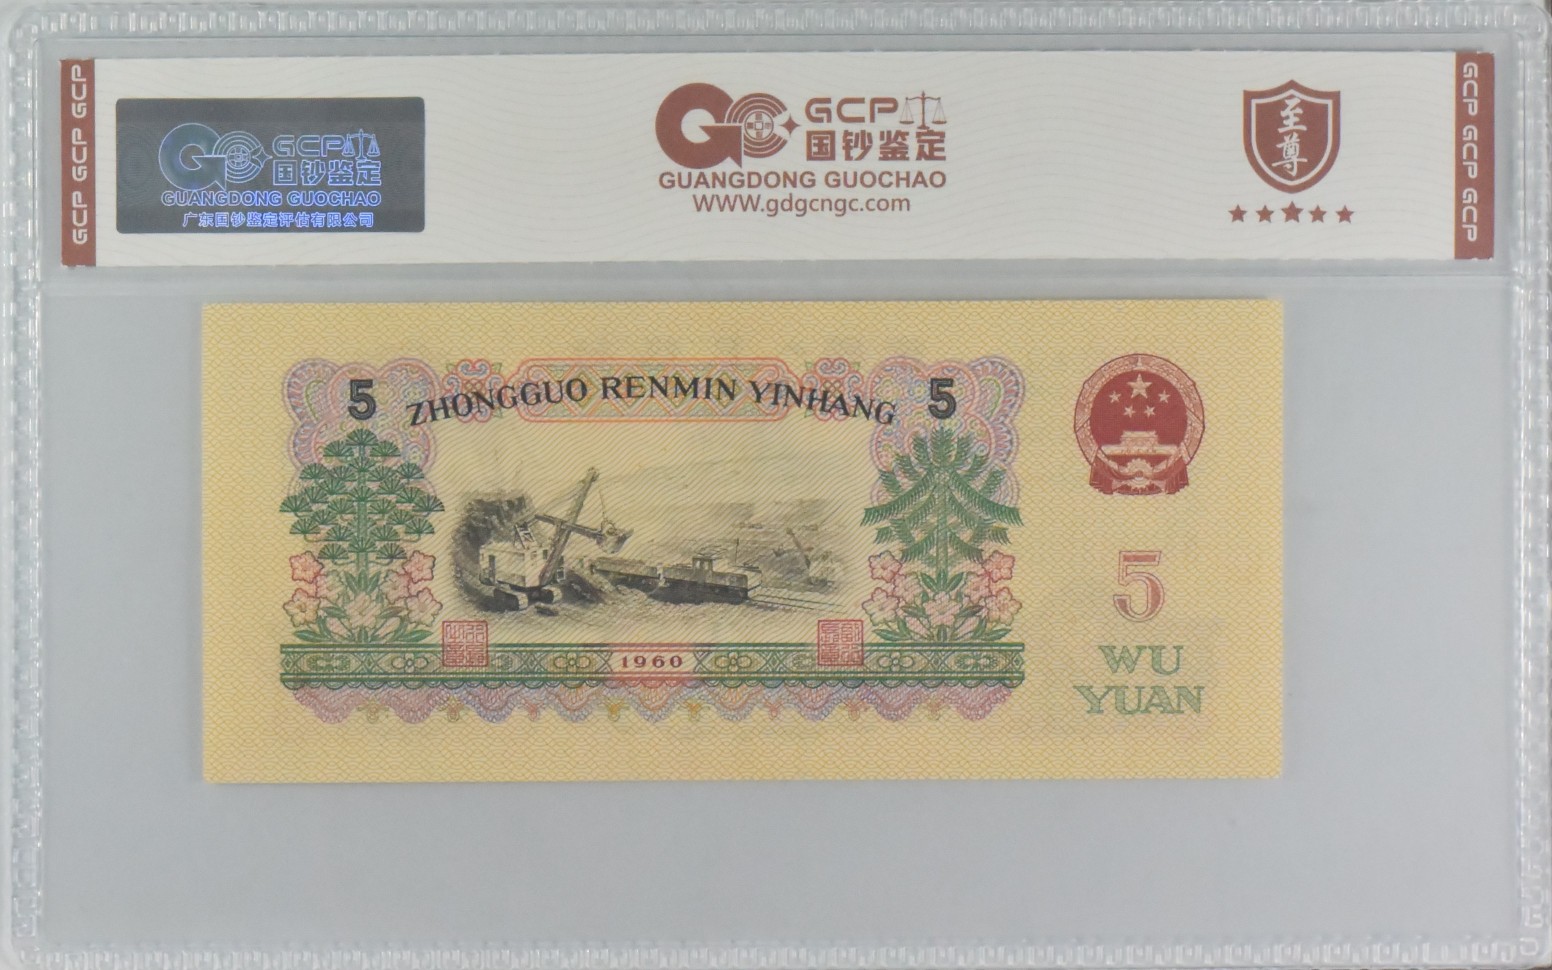 GCP GCP GCP
GCP 国钞鉴定
GUANGDONG GUOCHAO
广东国钞鉴定评估有限公司
GCP
国钞鉴定
GUANGDONG GUOCHAO
WWW.gdgcngc.com
至尊
GCP GCP GCP
5
ZHONGGUO RENMIN YINHANG
5
1960
5
WU
YUAN